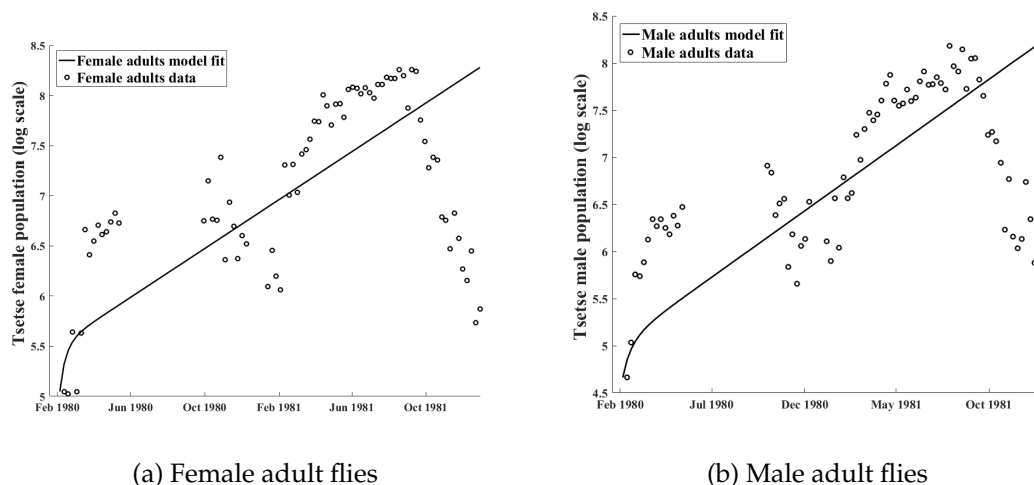 Tsetse female population (log scale)
8.5
8
7.5
7
6.5
6
5.5
5
Female adults model fit
Female adults data
Feb 1980
Jun 1980
Oct 1980
Feb 1981
Jun 1981
Oct 1981
(a) Female adult flies
Tsetse male population (log scale)
8.5
8
7.5
7
6.5
6
5.5
5
4.5
Male adults model fit
Male adults data
Feb 1980
Jul 1980
Dec 1980
May 1981
Oct 1981
(b) Male adult flies